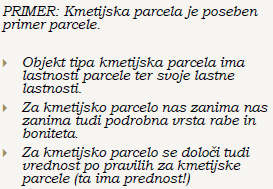 PRIMER: Kmetijska parcela je poseben
primer parcele.
Objekt tipa kmetijska parcela ima
lastnosti parcele ter svoje lastne
lastnosti.
Za kmetijsko parcelo nas zanima nas
zanima tudi podrobna vrsta rabe in
boniteta.
Za kmetijsko parcelo se določi tudi
vrednost po pravilih za kmetijske
parcele (ta ima prednost!)